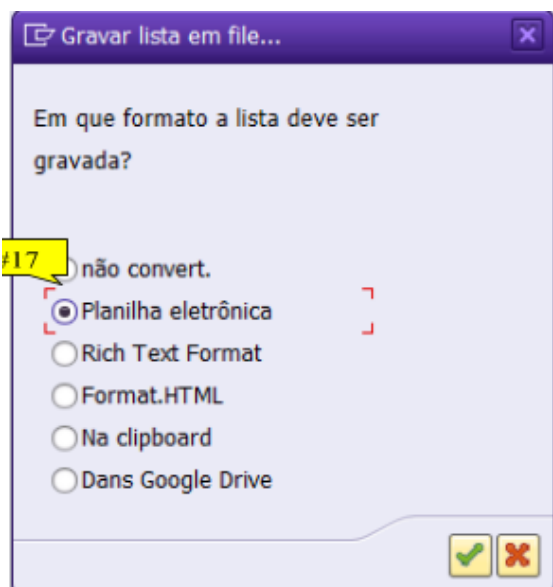 Gravar lista em file...
Em que formato a lista deve ser
gravada?
#17
não convert.
Planilha eletrônica
Rich Text Format
Format.HTML
Na clipboard
Dans Google Drive